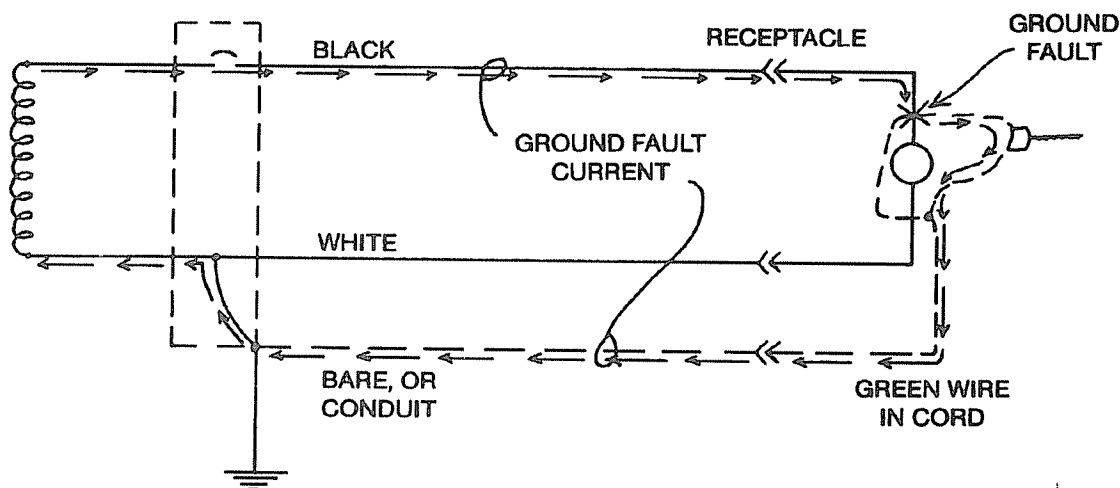 GROUND
FAULT
RECEPTACLE
BLACK
GROUND FAULT
CURRENT
WHITE
BARE, OR
CONDUIT
GREEN WIRE
IN CORD